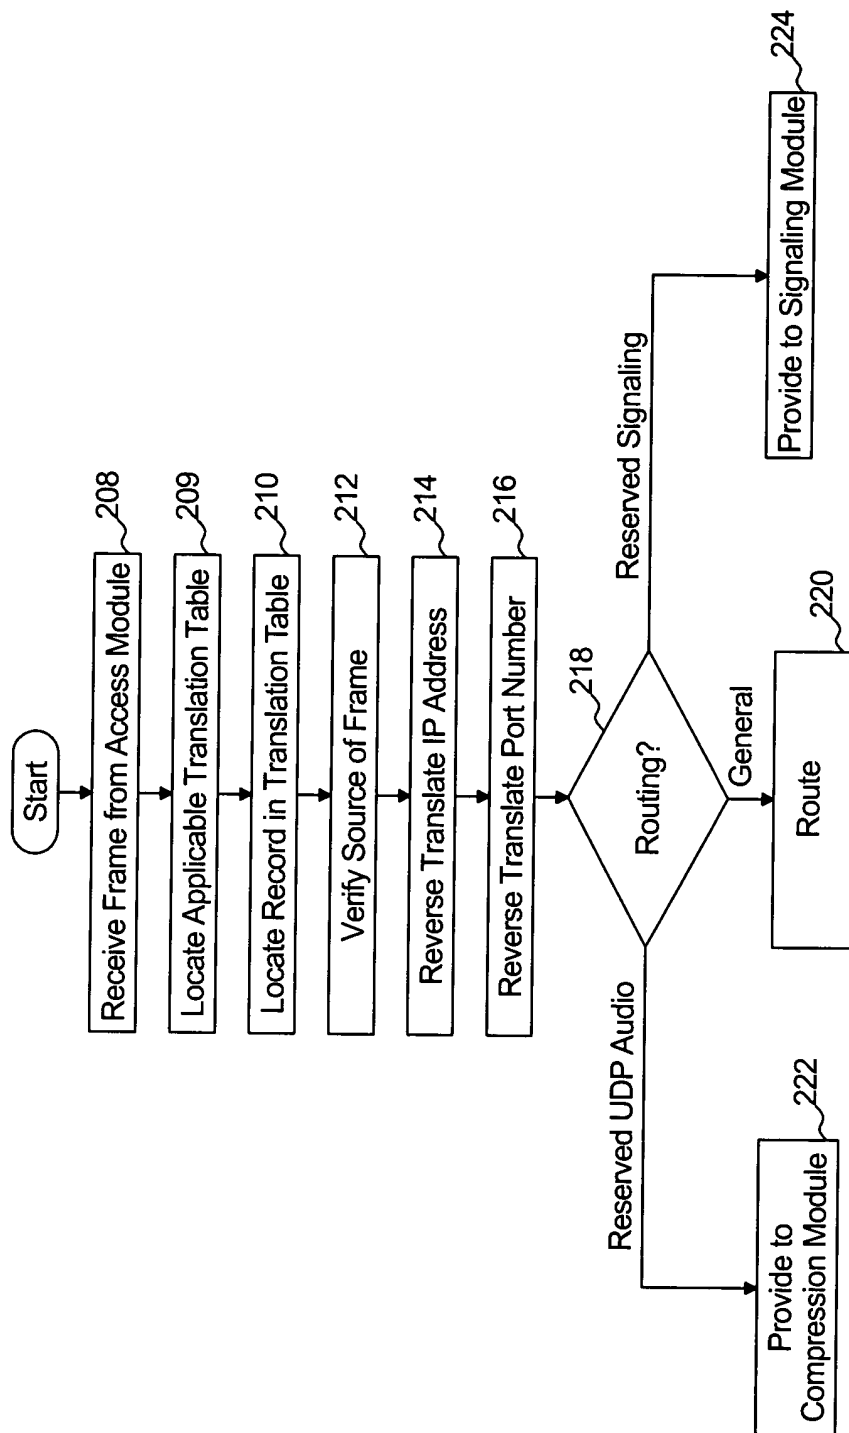 Start
Receive Frame from Access Module
208
Locate Applicable Translation Table
209
Locate Record in Translation Table
210
Verify Source of Frame
212
Reverse Translate IP Address
214
Reverse Translate Port Number
216
Routing?
218
Reserved UDP Audio
General
Reserved Signaling
Provide to
Compression Module
222
Route
220
Provide to Signaling Module
224